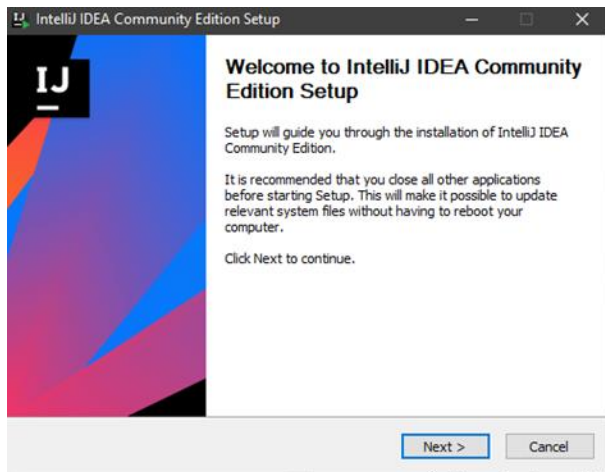 IntelliJ IDEA Community Edition Setup
IJ
Welcome to IntelliJ IDEA Community
Edition Setup
Setup will guide you through the installation of IntelliJ IDEA
Community Edition.
It is recommended that you close all other applications
before starting Setup. This will make it possible to update
relevant system files without having to reboot your
computer.
Click Next to continue.
Next >
Cancel